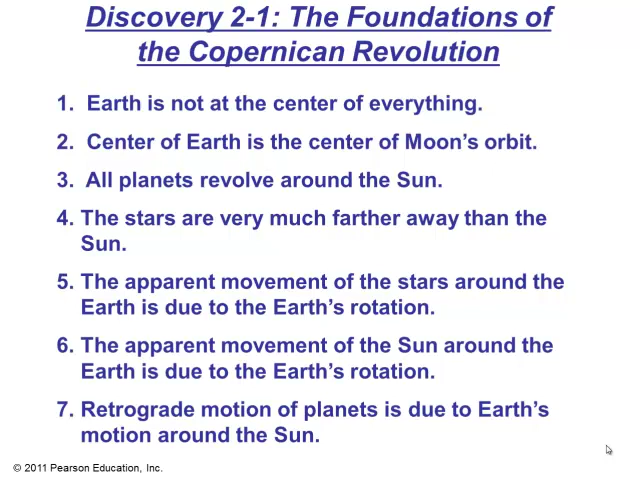 Discovery 2-1: The Foundations of
the Copernican Revolution
1. Earth is not at the center of everything.
2. Center of Earth is the center of Moon's orbit.
3. All planets revolve around the Sun.
4. The stars are very much farther away than the
Sun.
5. The apparent movement of the stars around the
Earth is due to the Earth's rotation.
6. The apparent movement of the Sun around the
Earth is due to the Earth's rotation.
7. Retrograde motion of planets is due to Earth's
motion around the Sun.
© 2011 Pearson Education, Inc.